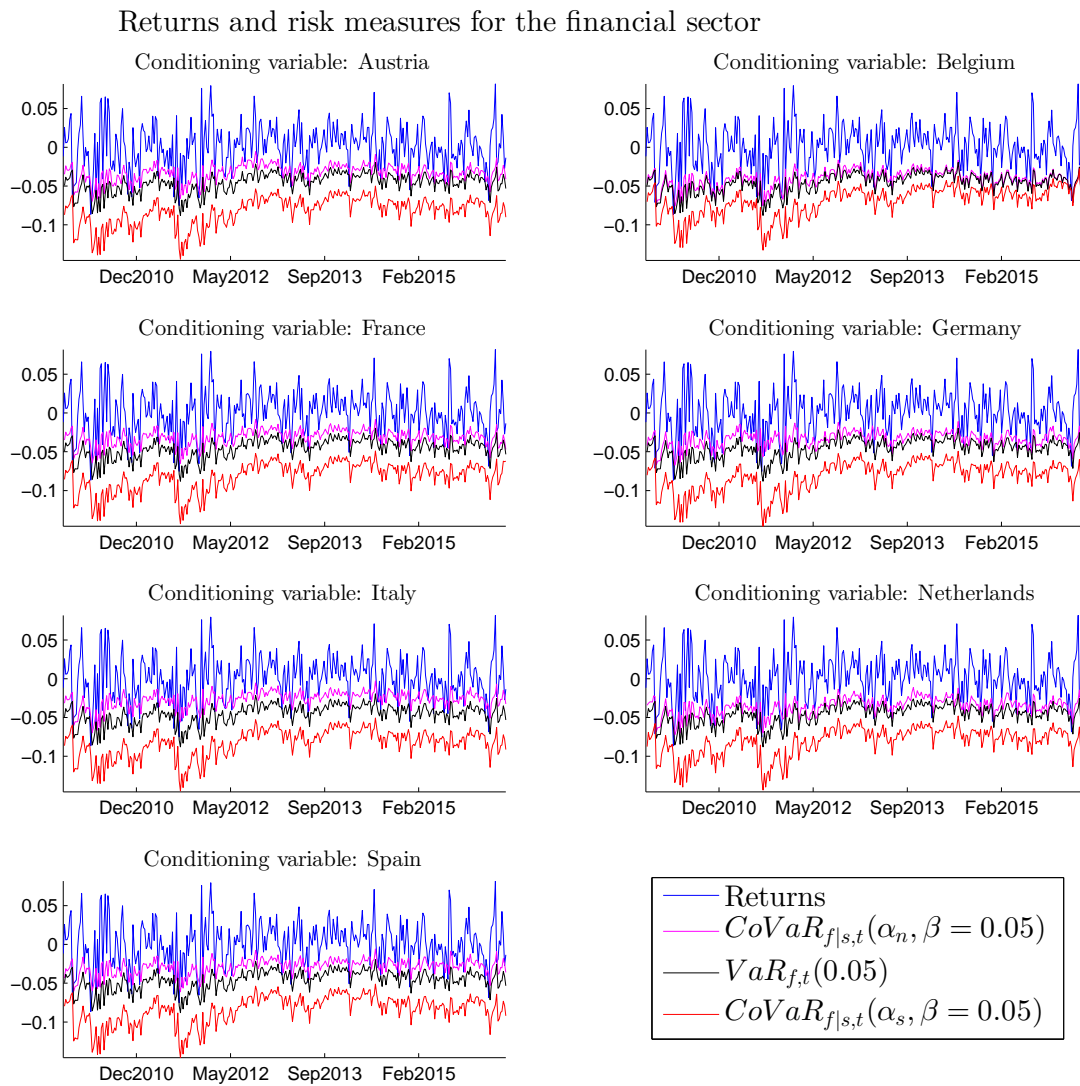 Returns and risk measures for the financial sector
Conditioning variable: Austria
0.05
0
−0.05
−0.1
Dec2010 May2012 Sep2013 Feb2015
Conditioning variable: Belgium
0.05
0
−0.05
−0.1
Dec2010 May2012 Sep2013 Feb2015
Conditioning variable: France
0.05
0
−0.05
−0.1
Dec2010 May2012 Sep2013 Feb2015
Conditioning variable: Germany
0.05
0
−0.05
−0.1
Dec2010 May2012 Sep2013 Feb2015
Conditioning variable: Italy
0.05
0
−0.05
−0.1
Dec2010 May2012 Sep2013 Feb2015
Conditioning variable: Netherlands
0.05
0
−0.05
−0.1
Dec2010 May2012 Sep2013 Feb2015
Conditioning variable: Spain
0.05
0
−0.05
−0.1
Dec2010 May2012 Sep2013 Feb2015
Returns
CoVaR_{f|s,t}(α_n, β = 0.05)
VaR_{f,t}(0.05)
CoVaR_{f|s,t}(α_s, β = 0.05)